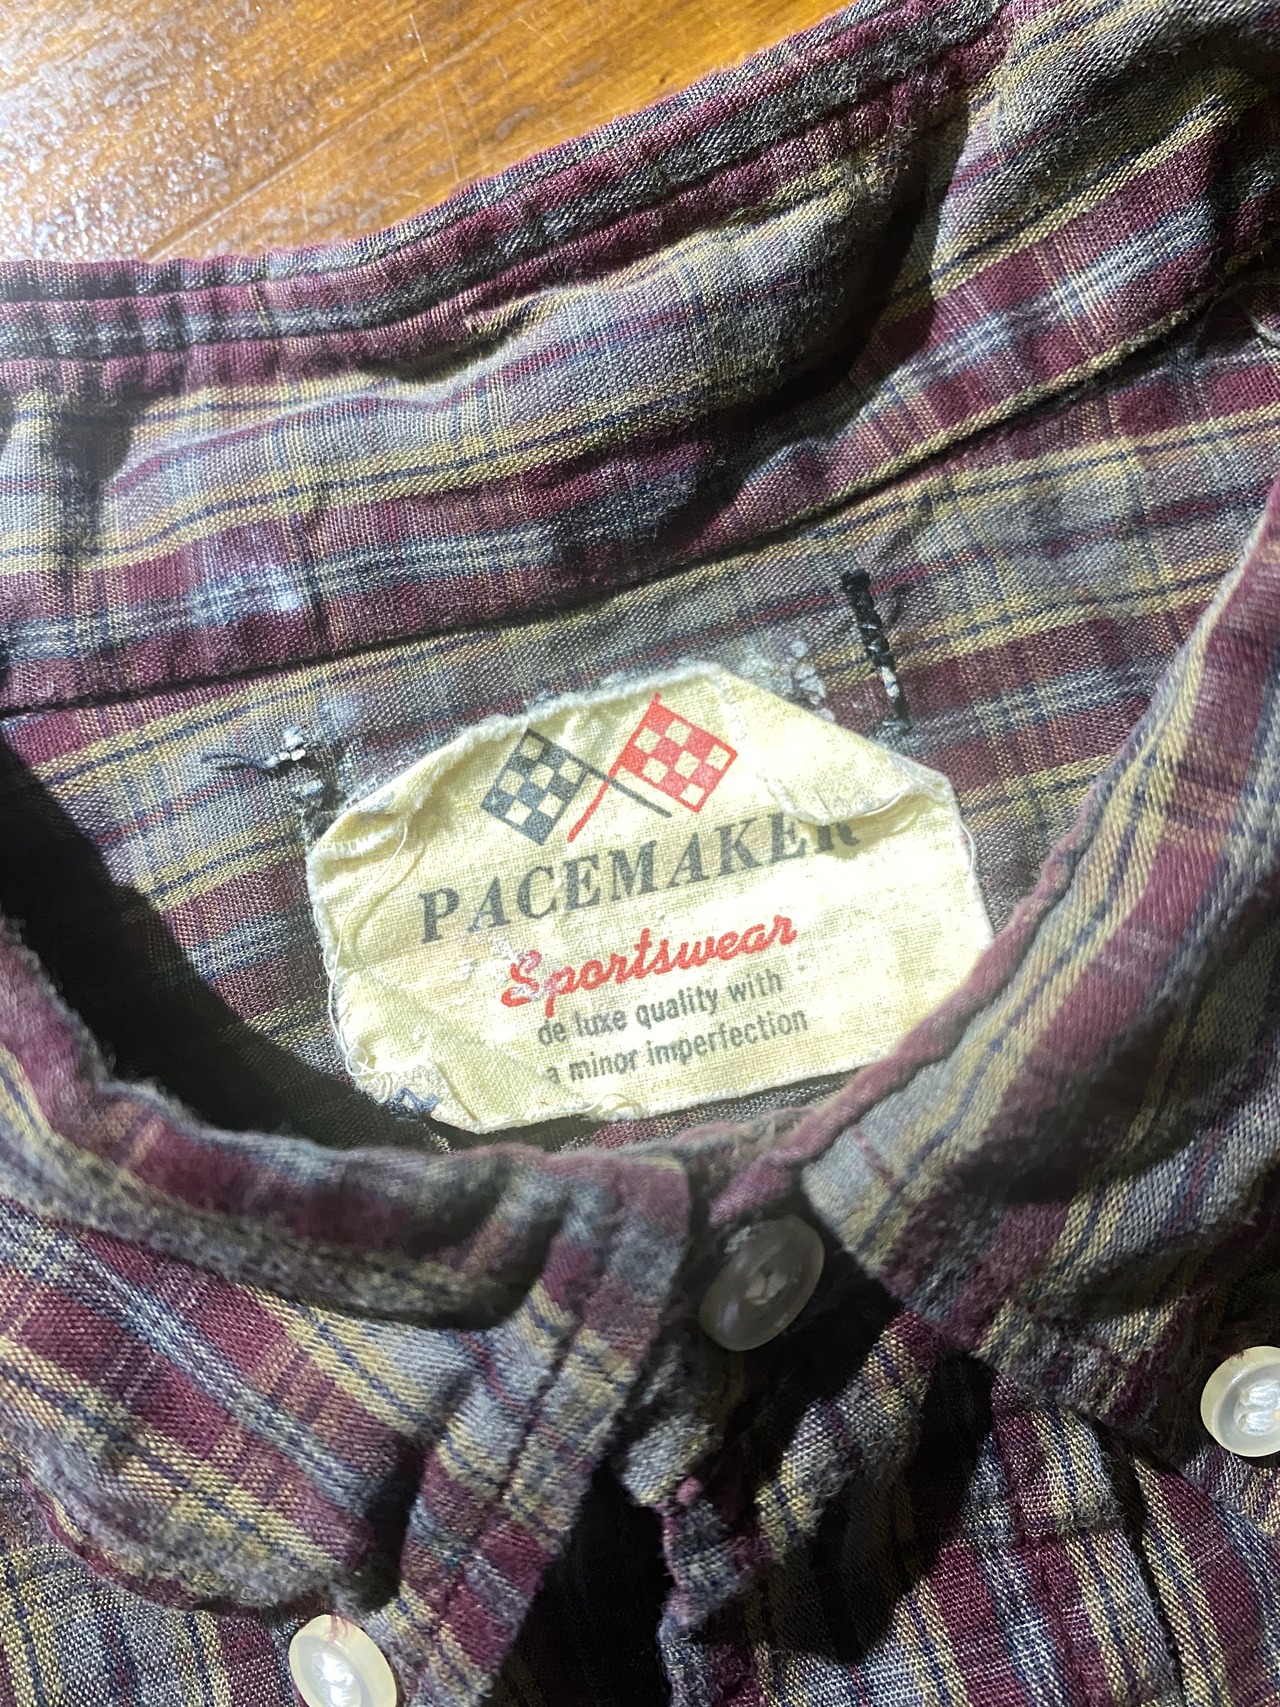 PACEMAKER
Sportswear
de luxe quality with
a minor imperfection